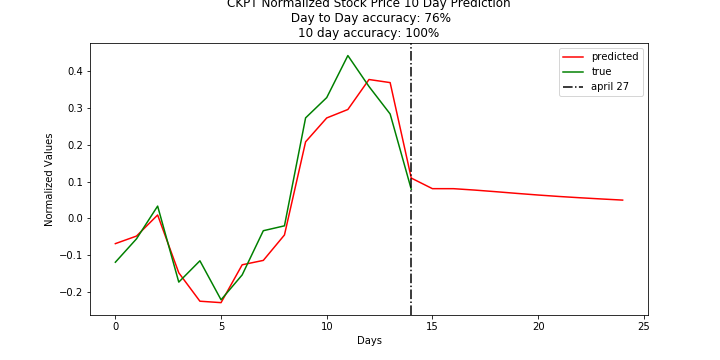 CKPT Normalized Stock Price 10 Day Prediction
Day to Day accuracy: 76%
10 day accuracy: 100%
predicted
true
april 27
0.4
0.3
0.2
0.1
0.0
−0.1
−0.2
Normalized Values
0
5
10
15
20
25
Days